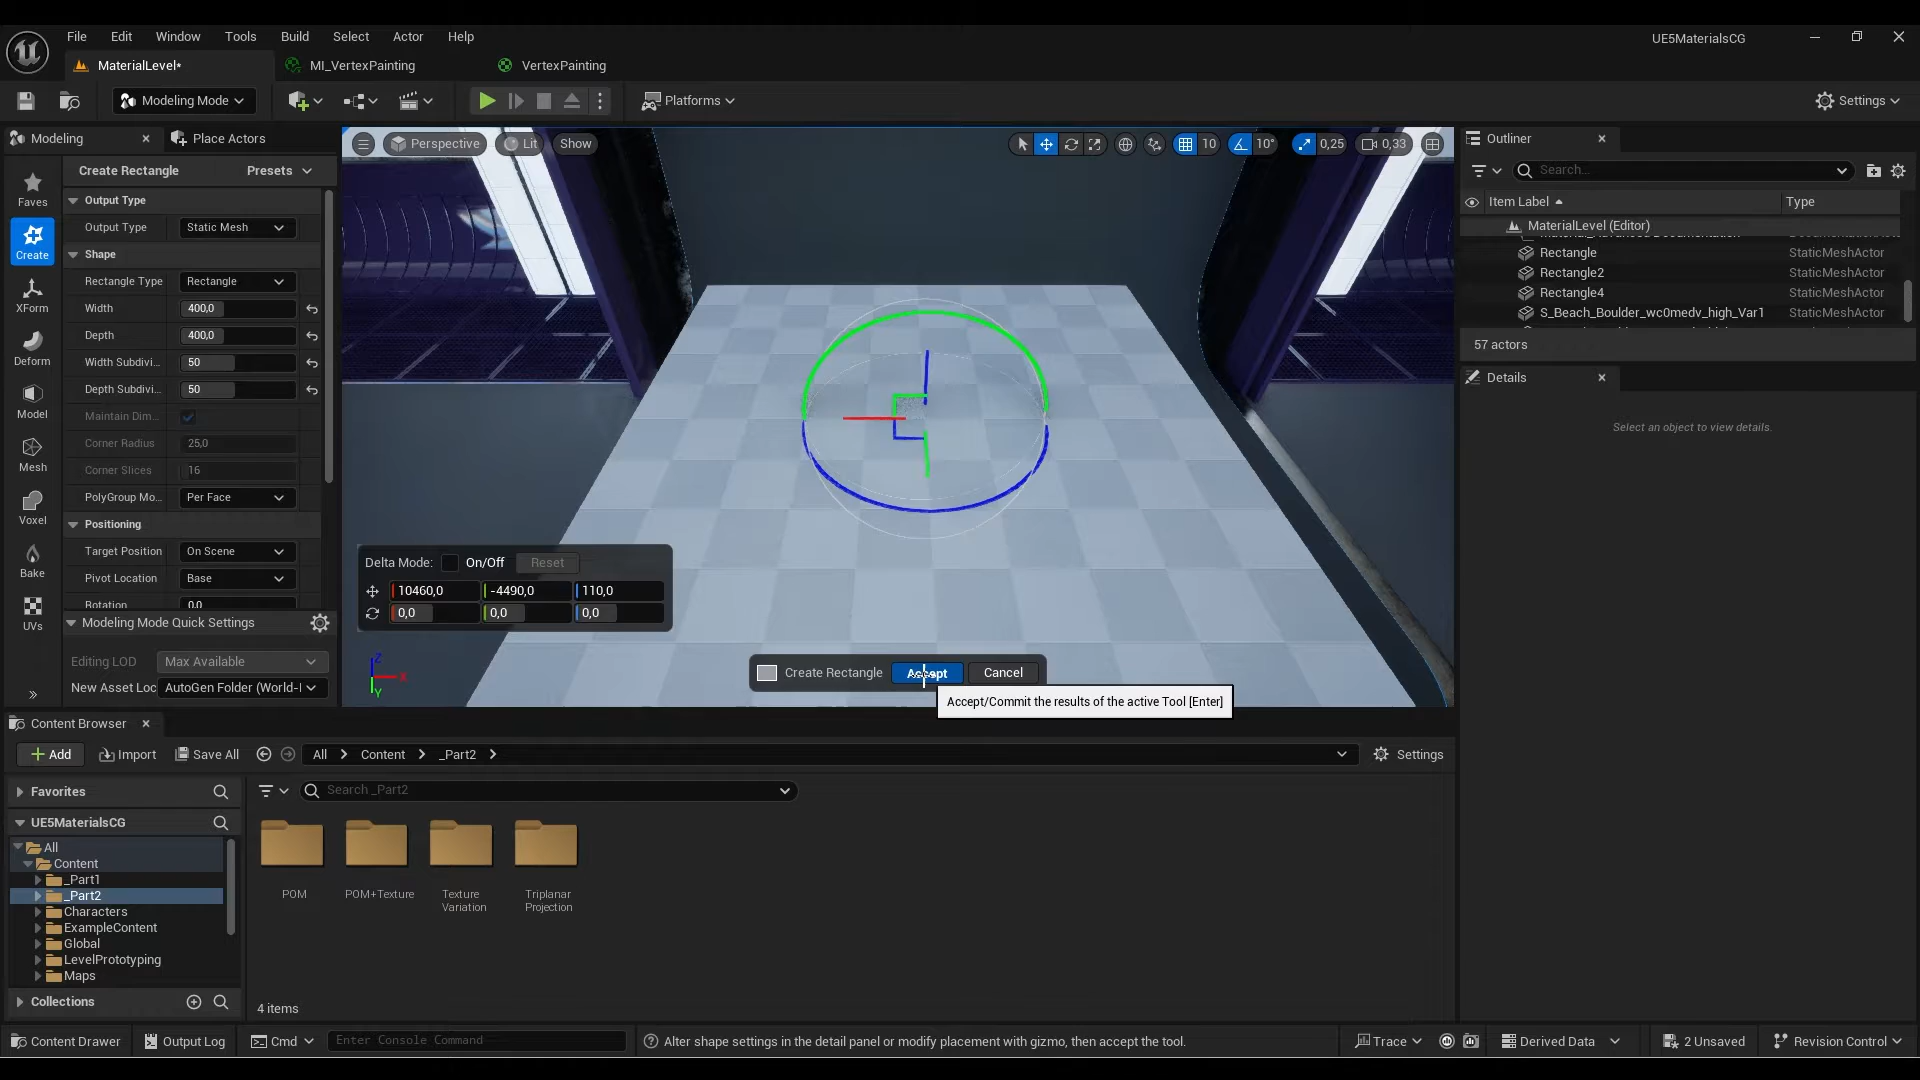 File Edit Window Tools Build Select Actor Help
UE5MaterialsCG
MaterialLevel* MI_VertexPainting VertexPainting
Modeling Mode Platforms Settings
Modeling Place Actors
Perspective Lit Show 10 10° 0,25 0,33
Outliner
Create Rectangle Presets
Search...
Faves
Output Type
Output Type Static Mesh
Item Label Type
MaterialLevel (Editor)
Create
Shape
Rectangle StaticMeshActor
Rectangle Type Rectangle
Rectangle2 StaticMeshActor
Rectangle4 StaticMeshActor
XForm
Width 400,0
S_Beach_Boulder_wc0medv_high_Var1 StaticMeshActor
Depth 400,0
57 actors
Deform
Width Subdivi... 50
Details
Depth Subdivi... 50
Model
Maintain Dim...
Select an object to view details.
Corner Radius 25,0
Mesh
Corner Slices 16
PolyGroup Mo... Per Face
Voxel
Positioning
Target Position On Scene
Delta Mode: On/Off Reset
Bake
Pivot Location Base
10460,0 -4490,0 110,0
Rotation 0,0
0,0 0,0 0,0
UVs
Modeling Mode Quick Settings
Editing LOD Max Available
Z
X
Y
Create Rectangle Accept Cancel
New Asset Loc AutoGen Folder (World-
Accept/Commit the results of the active Tool [Enter]
Content Browser
Add Import Save All All Content _Part2 Settings
Favorites
Search _Part2
UE5MaterialsCG
All
Content
_Part1
_Part2
Characters
ExampleContent
Global
LevelPrototyping
Maps
POM POM+Texture Texture Variation Triplanar Projection
Collections
4 items
Content Drawer Output Log Cmd Enter Console Command Alter shape settings in the detail panel or modify placement with gizmo, then accept the tool. Trace Derived Data 2 Unsaved Revision Control